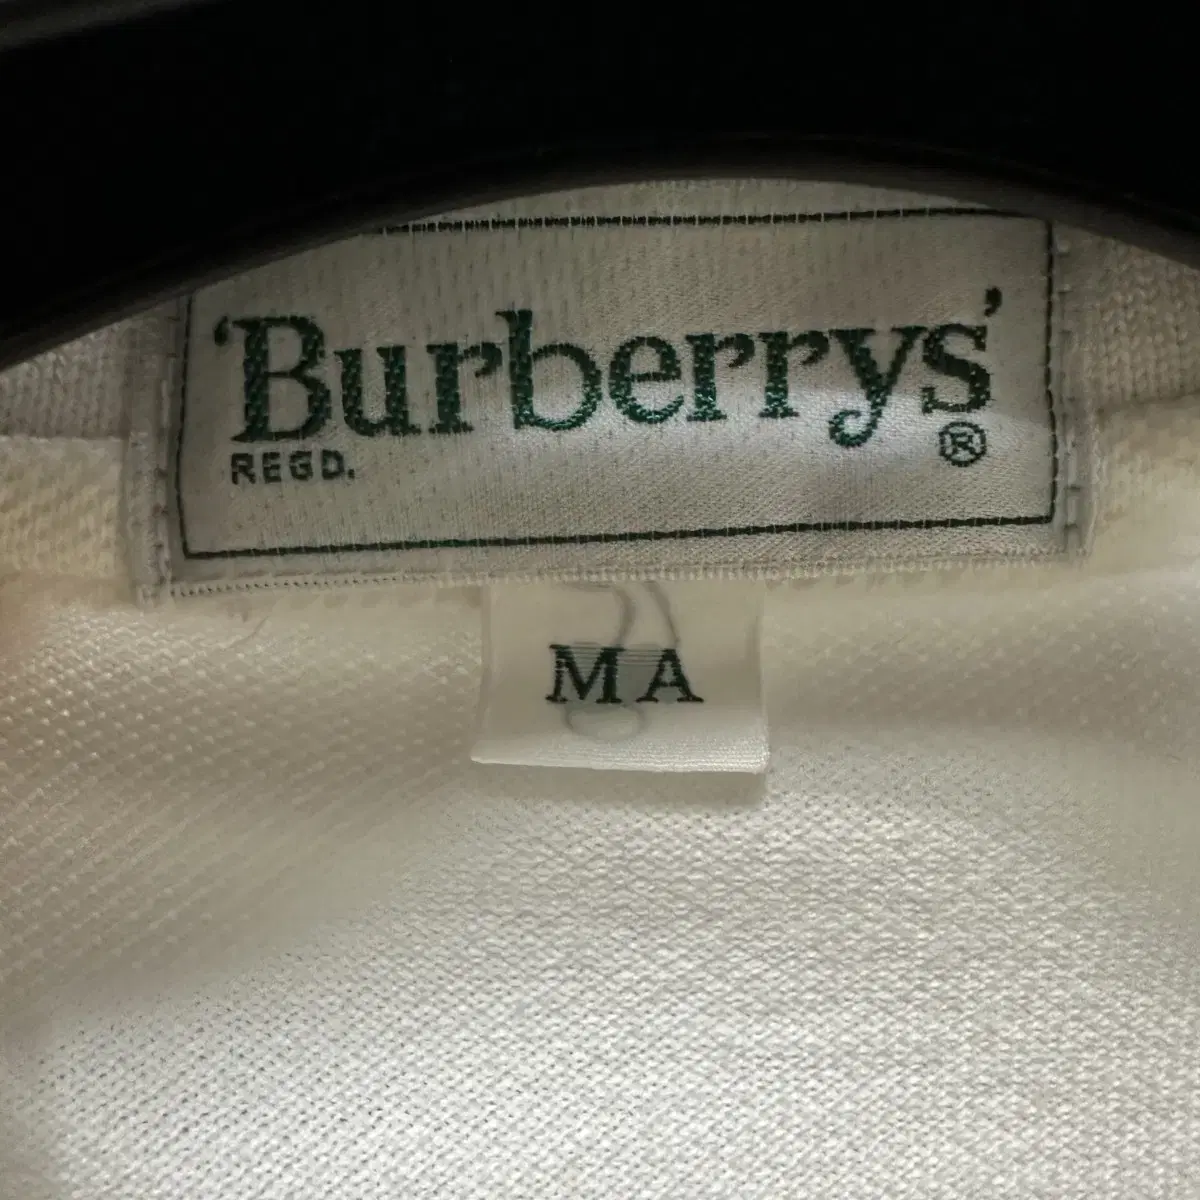 ‘Burberrys’
REGD. ®
MA